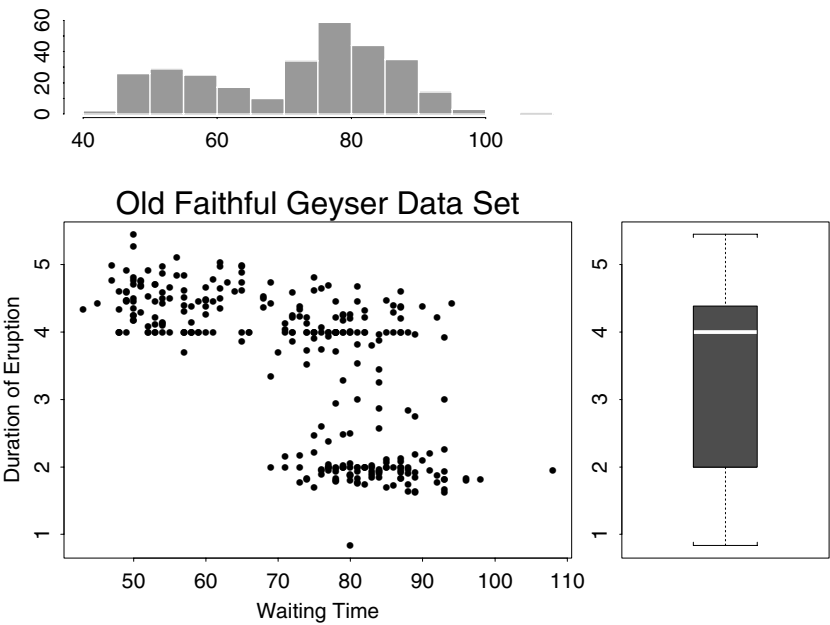 0 20 40 60
40 60 80 100
Old Faithful Geyser Data Set
Duration of Eruption
1 2 3 4 5
1 2 3 4 5
50 60 70 80 90 100 110
Waiting Time